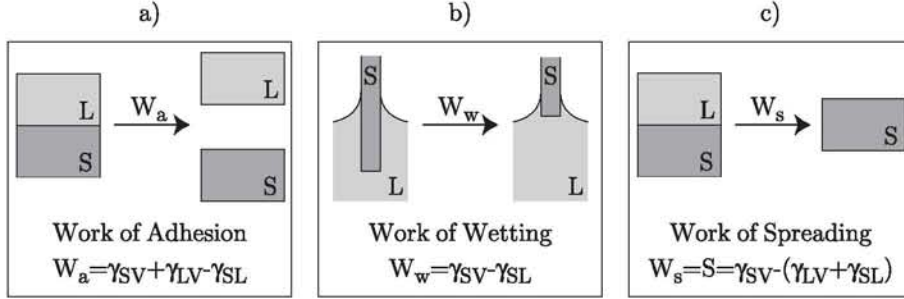 a)
L
S
Wa
L
S
Work of Adhesion
Wa=γSV+γLV-γSL
b)
S
L
Ww
S
L
Work of Wetting
Ww=γSV-γSL
c)
L
S
Ws
S
Work of Spreading
Ws=S=γSV-(γLV+γSL)